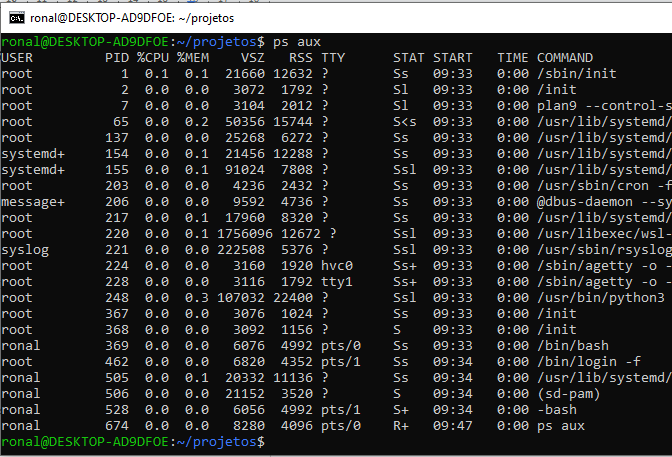 ronal@DESKTOP-AD9DFOE: ~/projetos
ronal@DESKTOP-AD9DFOE:~/projetos$ ps aux
USER PID %CPU %MEM VSZ RSS TTY STAT START TIME COMMAND
root 1 0.1 0.1 21660 12632 ? Ss 09:33 0:00 /sbin/init
root 2 0.0 0.0 3072 1792 ? Sl 09:33 0:00 /init
root 7 0.0 0.0 3104 2012 ? Sl 09:33 0:00 plan9 --control-s
root 65 0.0 0.2 50356 15744 ? S<s 09:33 0:00 /usr/lib/systemd/
root 137 0.0 0.0 25268 6272 ? Ss 09:33 0:00 /usr/lib/systemd/
systemd+ 154 0.0 0.1 21456 12288 ? Ss 09:33 0:00 /usr/lib/systemd/
systemd+ 155 0.0 0.1 91024 7808 ? Ssl 09:33 0:00 /usr/lib/systemd/
root 203 0.0 0.0 4236 2432 ? Ss 09:33 0:00 /usr/sbin/cron -f
message+ 206 0.0 0.0 9592 4736 ? Ss 09:33 0:00 @dbus-daemon --sy
root 217 0.0 0.1 17960 8320 ? Ss 09:33 0:00 /usr/lib/systemd/
root 220 0.0 0.1 1756096 12672 ? Ssl 09:33 0:00 /usr/libexec/wsl-
syslog 221 0.0 0.0 222508 5376 ? Ssl 09:33 0:00 /usr/sbin/rsyslog
root 224 0.0 0.0 3160 1920 hvc0 Ss+ 09:33 0:00 /sbin/agetty -o -
root 228 0.0 0.0 3116 1792 tty1 Ss+ 09:33 0:00 /sbin/agetty -o -
root 248 0.0 0.3 107032 22400 ? Ssl 09:33 0:00 /usr/bin/python3
root 367 0.0 0.0 3076 1024 ? Ss 09:33 0:00 /init
root 368 0.0 0.0 3092 1156 ? S 09:33 0:00 /init
ronal 369 0.0 0.0 6076 4992 pts/0 Ss 09:33 0:00 /bin/bash
root 462 0.0 0.0 6820 4352 pts/1 Ss 09:34 0:00 /bin/login -f
ronal 505 0.0 0.1 20332 11136 ? Ss 09:34 0:00 /usr/lib/systemd/
ronal 506 0.0 0.0 21152 3520 ? S 09:34 0:00 (sd-pam)
ronal 528 0.0 0.0 6056 4992 pts/1 S+ 09:34 0:00 -bash
ronal 674 0.0 0.0 8280 4096 pts/0 R+ 09:47 0:00 ps aux
ronal@DESKTOP-AD9DFOE:~/projetos$